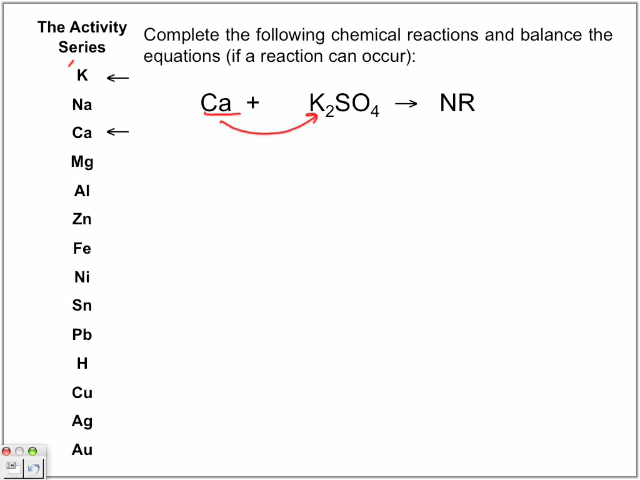 The Activity
Series
K ←
Na
Ca ←
Mg
Al
Zn
Fe
Ni
Sn
Pb
H
Cu
Ag
Au
Complete the following chemical reactions and balance the
equations (if a reaction can occur):
Ca + K₂SO₄ → NR